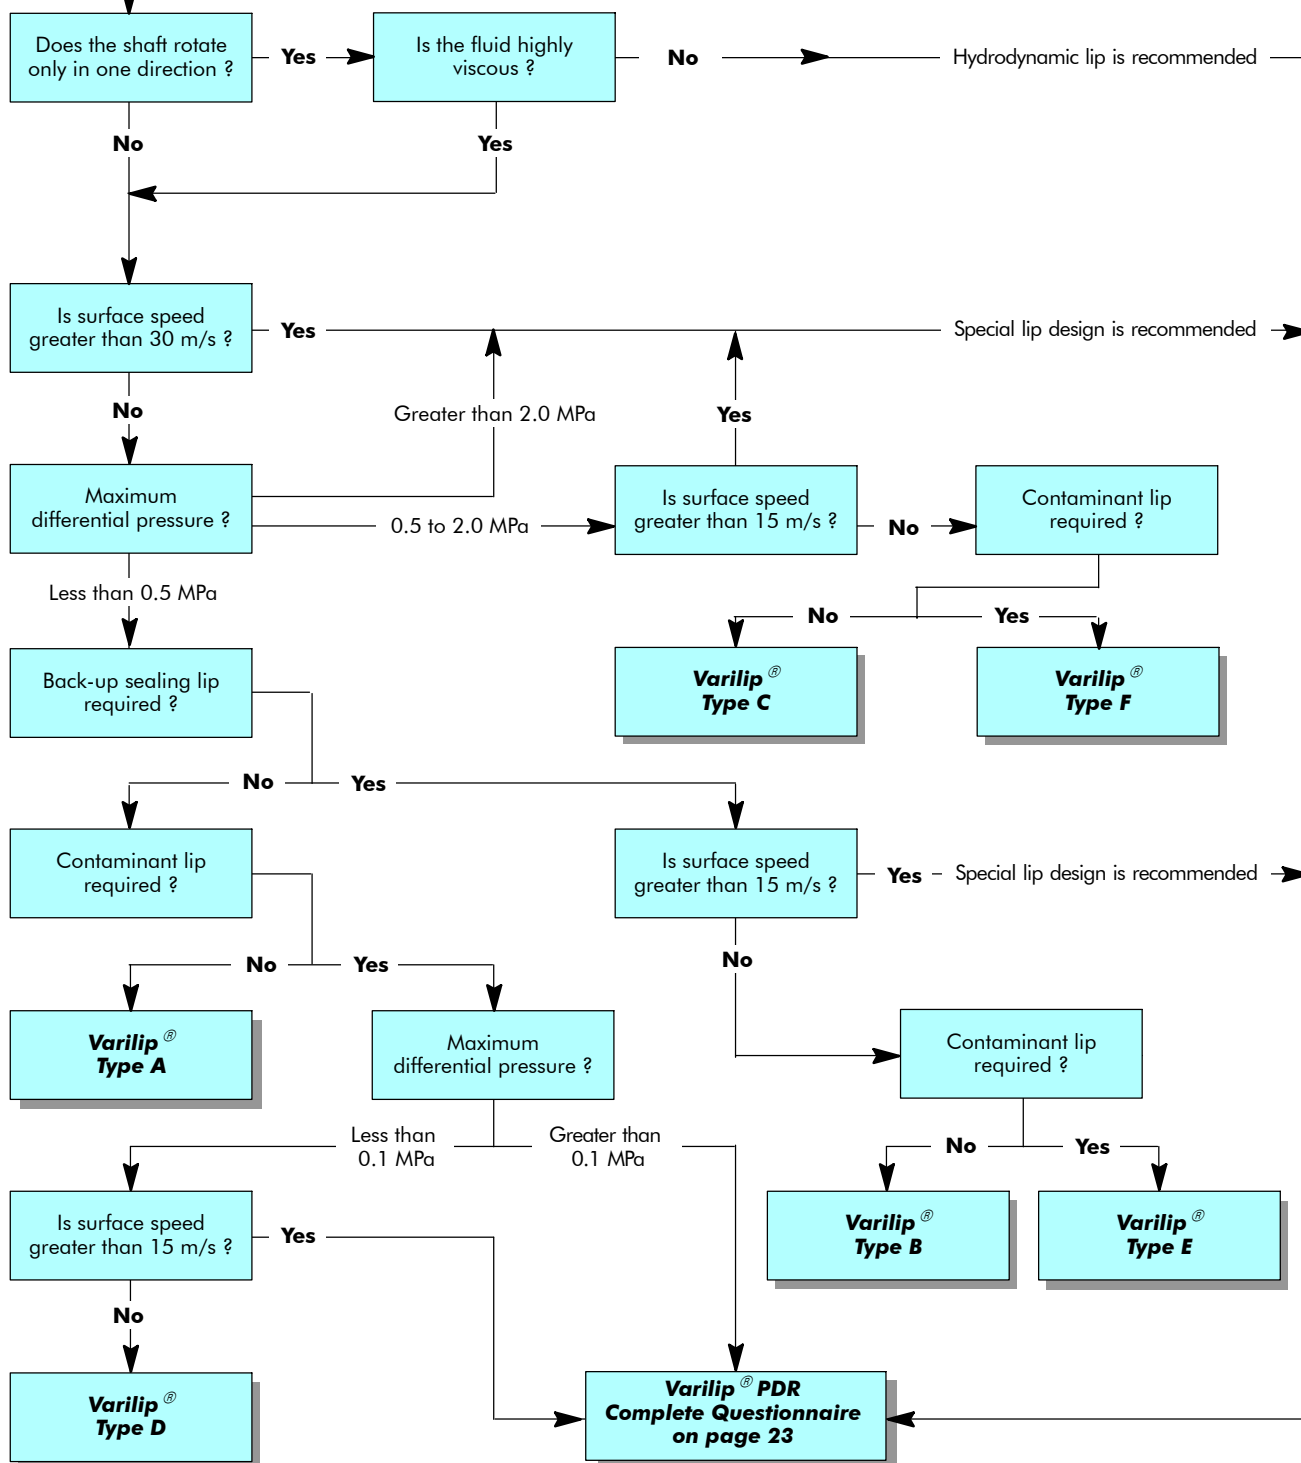 Does the shaft rotate
only in one direction ?
Yes
Is the fluid highly
viscous ?
No
Hydrodynamic lip is recommended
No
Yes
Is surface speed
greater than 30 m/s ?
Yes
Special lip design is recommended
No
Greater than 2.0 MPa
Yes
Maximum
differential pressure ?
0.5 to 2.0 MPa
Is surface speed
greater than 15 m/s ?
No
Contaminant lip
required ?
Less than 0.5 MPa
No
Yes
Back-up sealing lip
required ?
Varilip ®
Type C
Varilip ®
Type F
No
Yes
Contaminant lip
required ?
Is surface speed
greater than 15 m/s ?
Yes
Special lip design is recommended
No
Yes
No
Varilip ®
Type A
Maximum
differential pressure ?
Contaminant lip
required ?
Less than
0.1 MPa
Greater than
0.1 MPa
No
Yes
Is surface speed
greater than 15 m/s ?
Yes
Varilip ®
Type B
Varilip ®
Type E
No
Varilip ®
Type D
Varilip ® PDR
Complete Questionnaire
on page 23